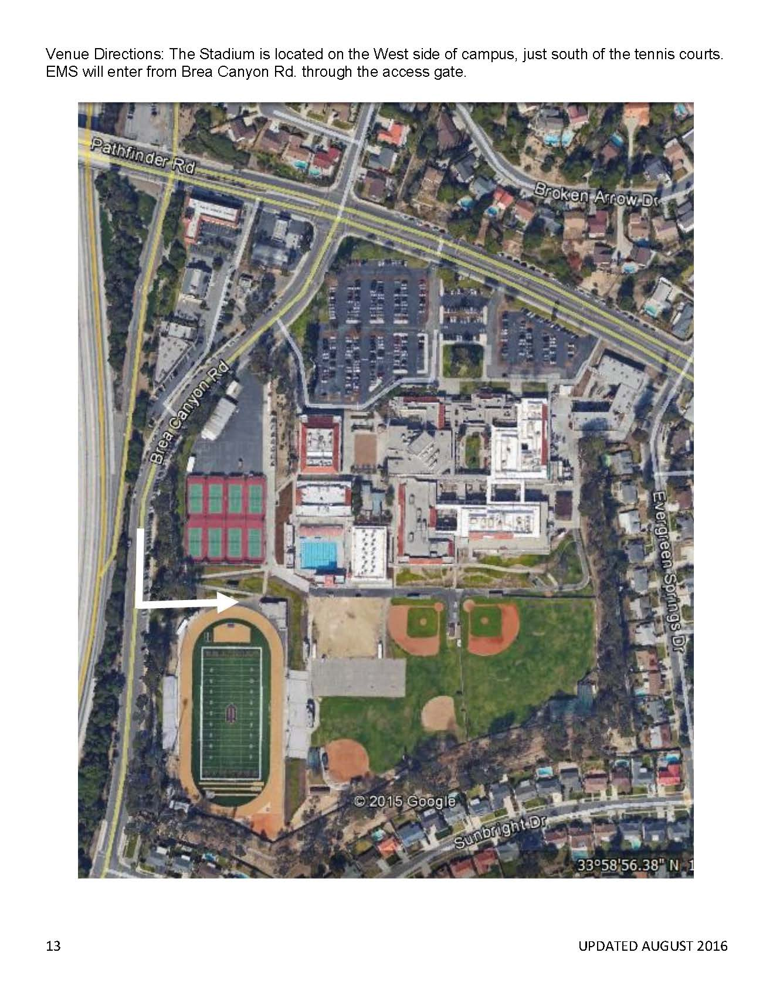 Venue Directions: The Stadium is located on the West side of campus, just south of the tennis courts.
EMS will enter from Brea Canyon Rd. through the access gate.
Pathfinder Rd
Broken Arrow Dr
Brea Canyon Rd
Evergreen Springs Dr
© 2015 Google
Sunbright Dr
33°58'56.38" N 1
13
UPDATED AUGUST 2016